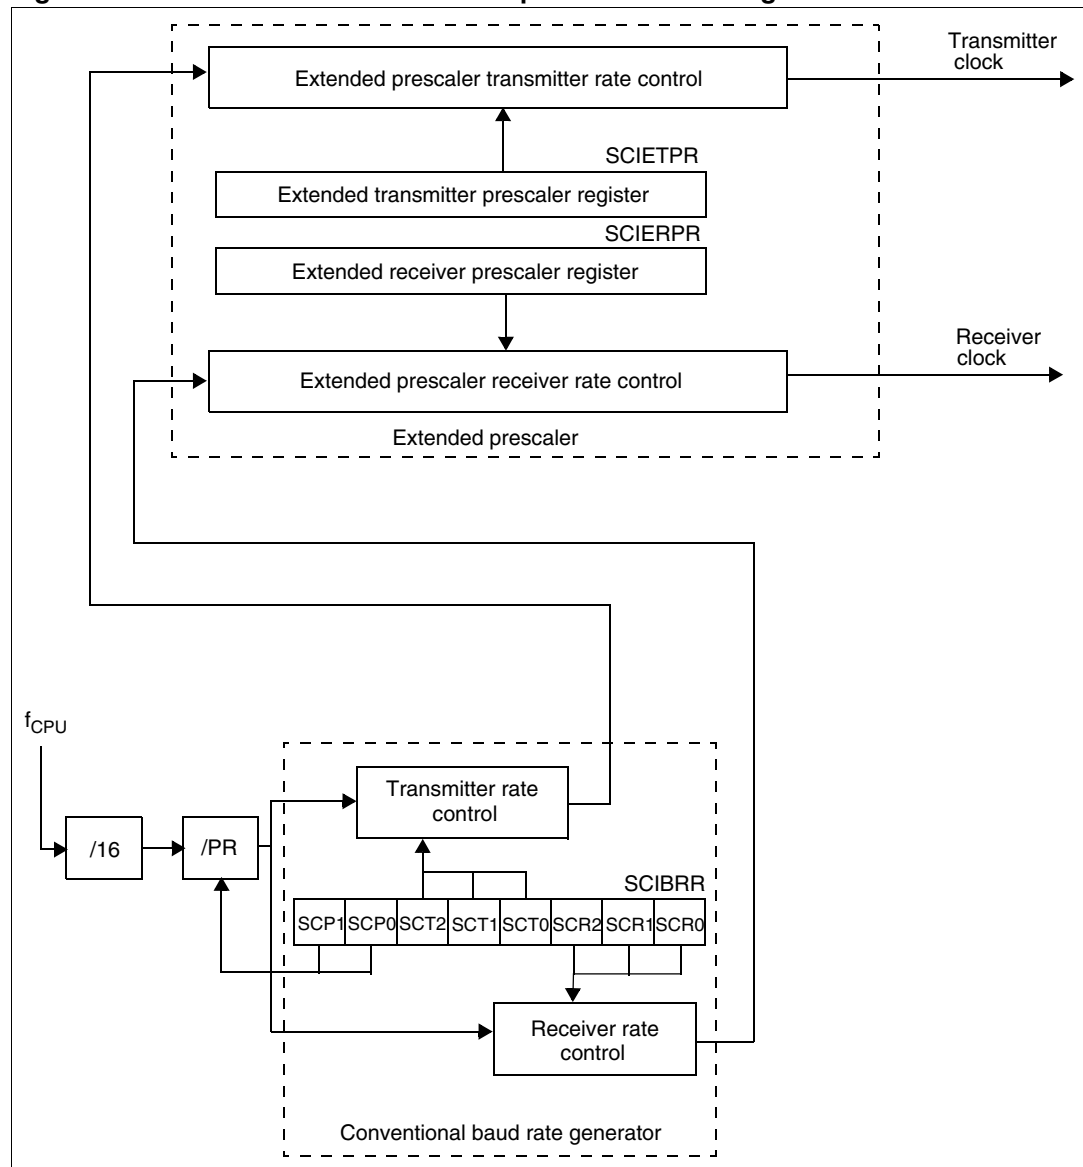 Transmitter
clock
Extended prescaler transmitter rate control
SCIETPR
Extended transmitter prescaler register
SCIERPR
Extended receiver prescaler register
Receiver
clock
Extended prescaler receiver rate control
Extended prescaler
fCPU
Transmitter rate
control
/16
/PR
SCIBRR
SCP1 SCP0 SCT2 SCT1 SCT0 SCR2 SCR1 SCR0
Receiver rate
control
Conventional baud rate generator